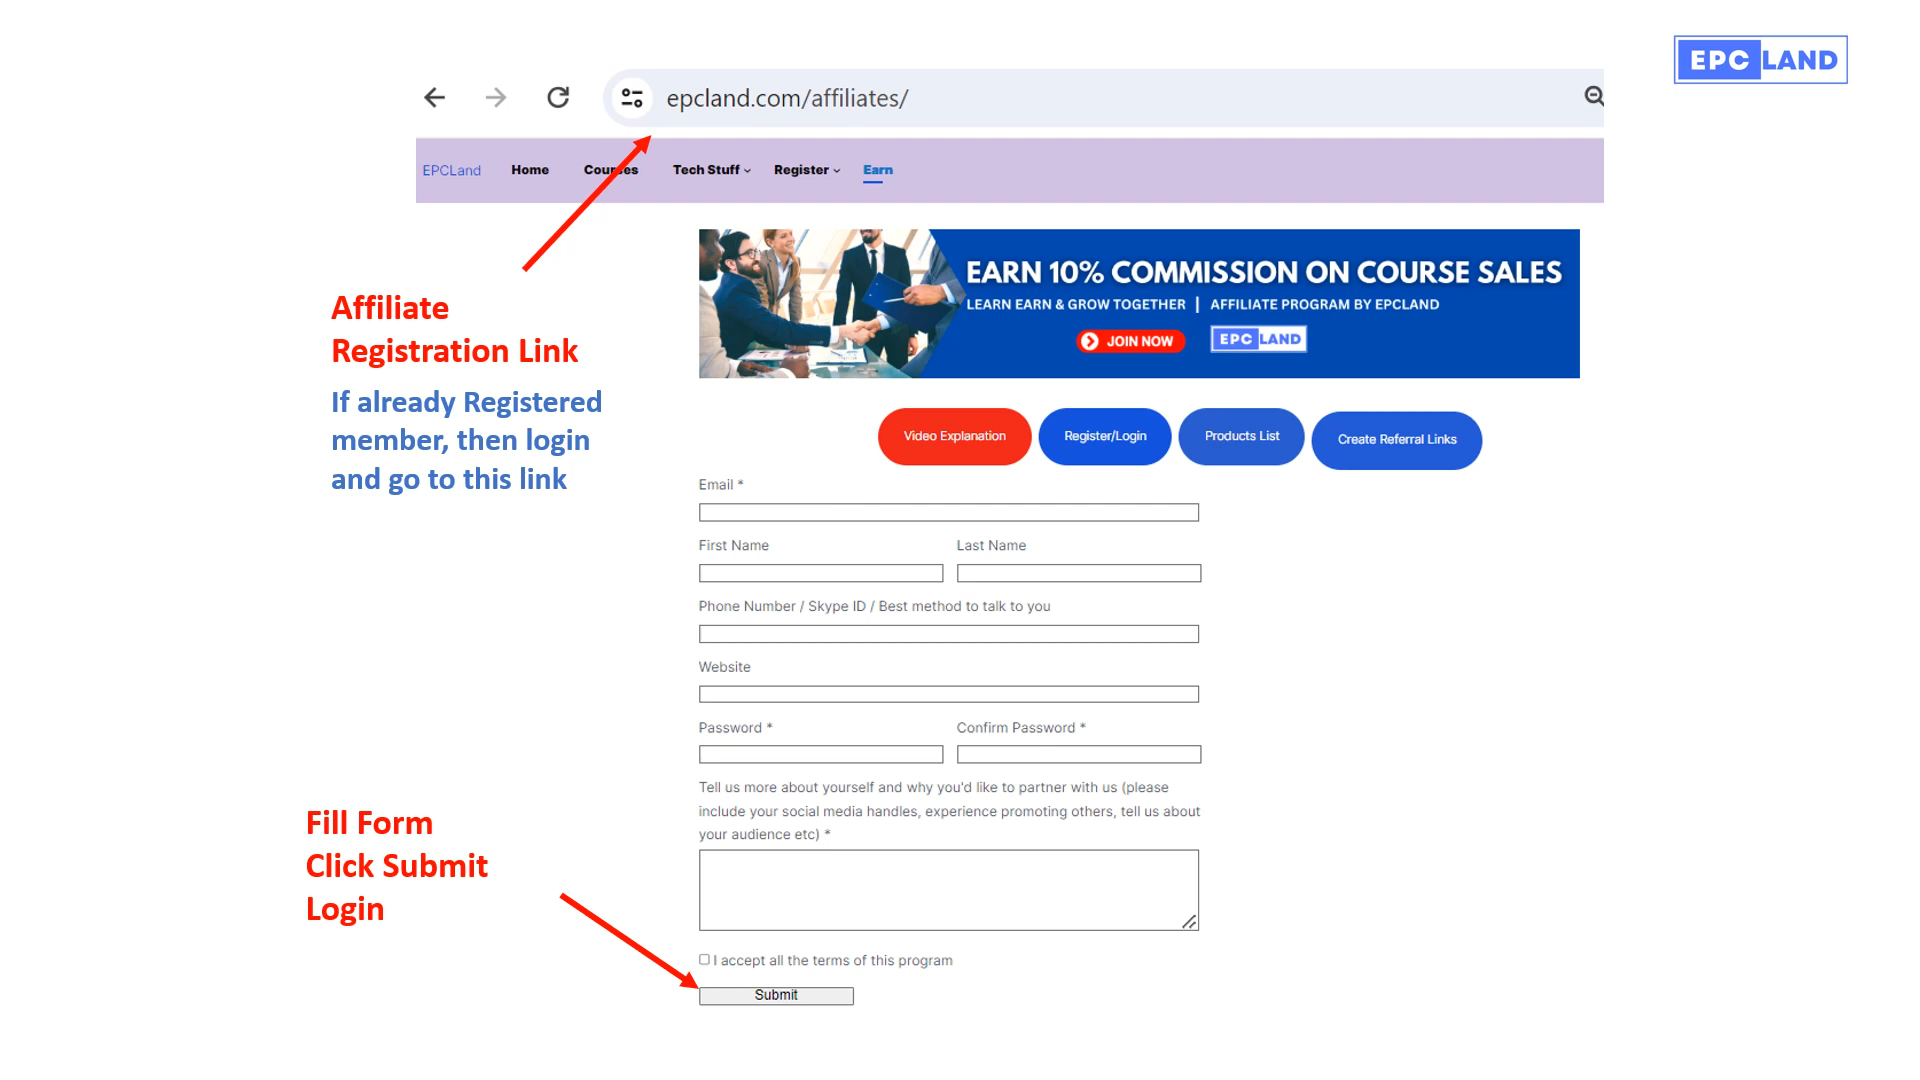 EPC LAND
epcland.com/affiliates/
EPCLand Home Courses Tech Stuff Register Earn
EARN 10% COMMISSION ON COURSE SALES
LEARN EARN & GROW TOGETHER | AFFILIATE PROGRAM BY EPCLAND
JOIN NOW EPC LAND
Affiliate
Registration Link
If already Registered
member, then login
and go to this link
Video Explanation Register/Login Products List Create Referral Links
Email *
First Name Last Name
Phone Number / Skype ID / Best method to talk to you
Website
Password * Confirm Password *
Tell us more about yourself and why you'd like to partner with us (please
include your social media handles, experience promoting others, tell us about
your audience etc) *
Fill Form
Click Submit
Login
I accept all the terms of this program
Submit